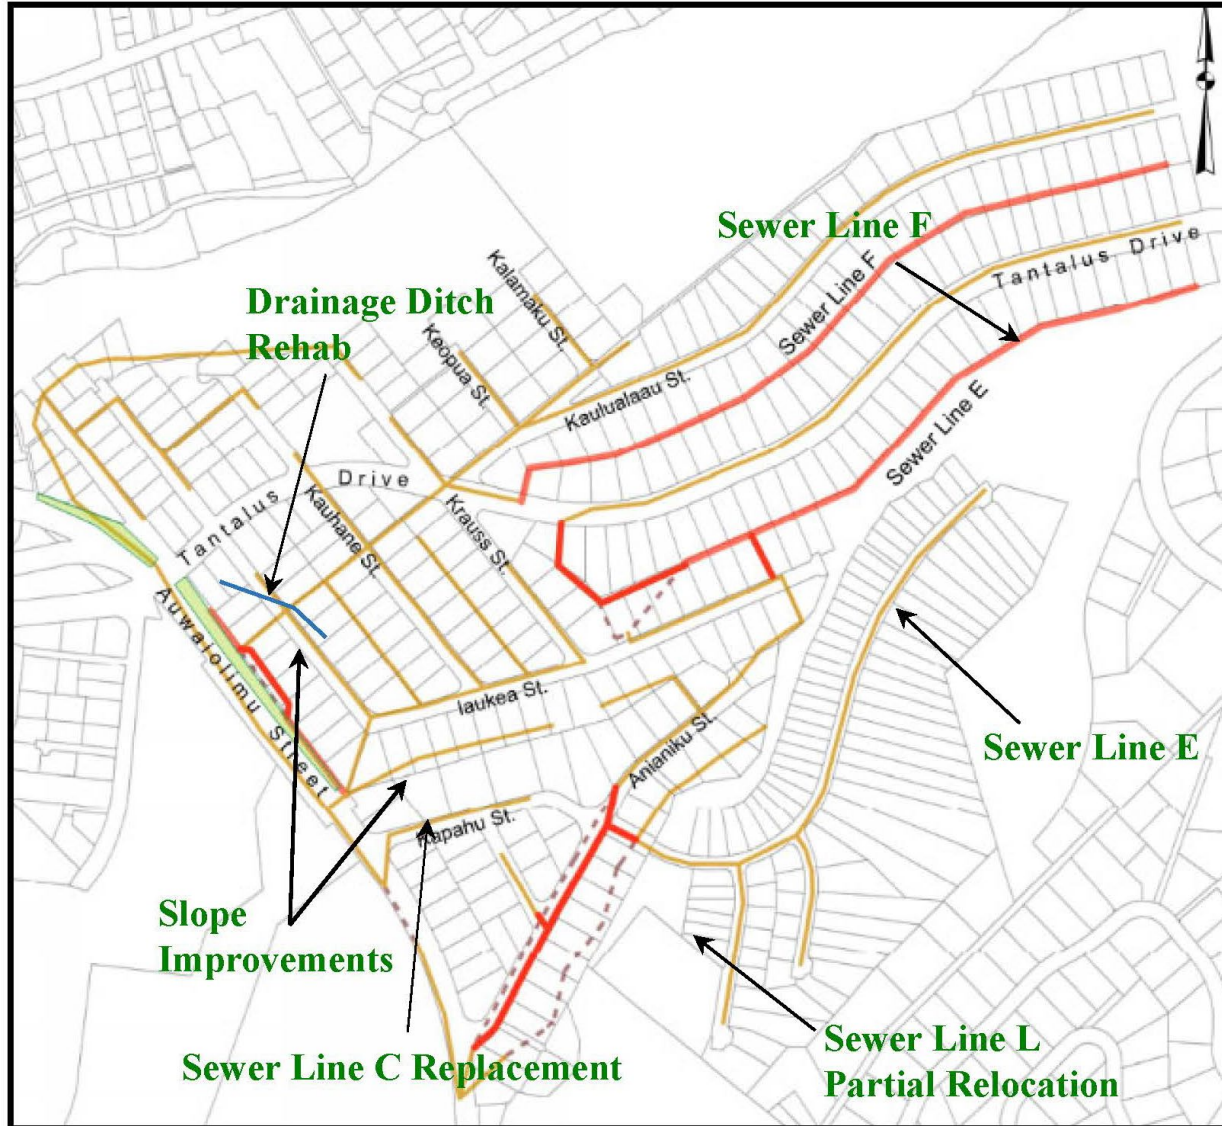 Sewer Line F
Tantalus Drive
Kalamaku St.
Sewer Line F
Drainage Ditch
Rehab
Keopua St.
Kaulualaau St.
Sewer Line E
Drive
Tantalus
Kauhane St.
Krauss St.
Auwaiolimu Street
Iaukea St.
Anianiku St.
Sewer Line E
Kapahu St.
Slope
Improvements
Sewer Line C Replacement
Sewer Line L
Partial Relocation